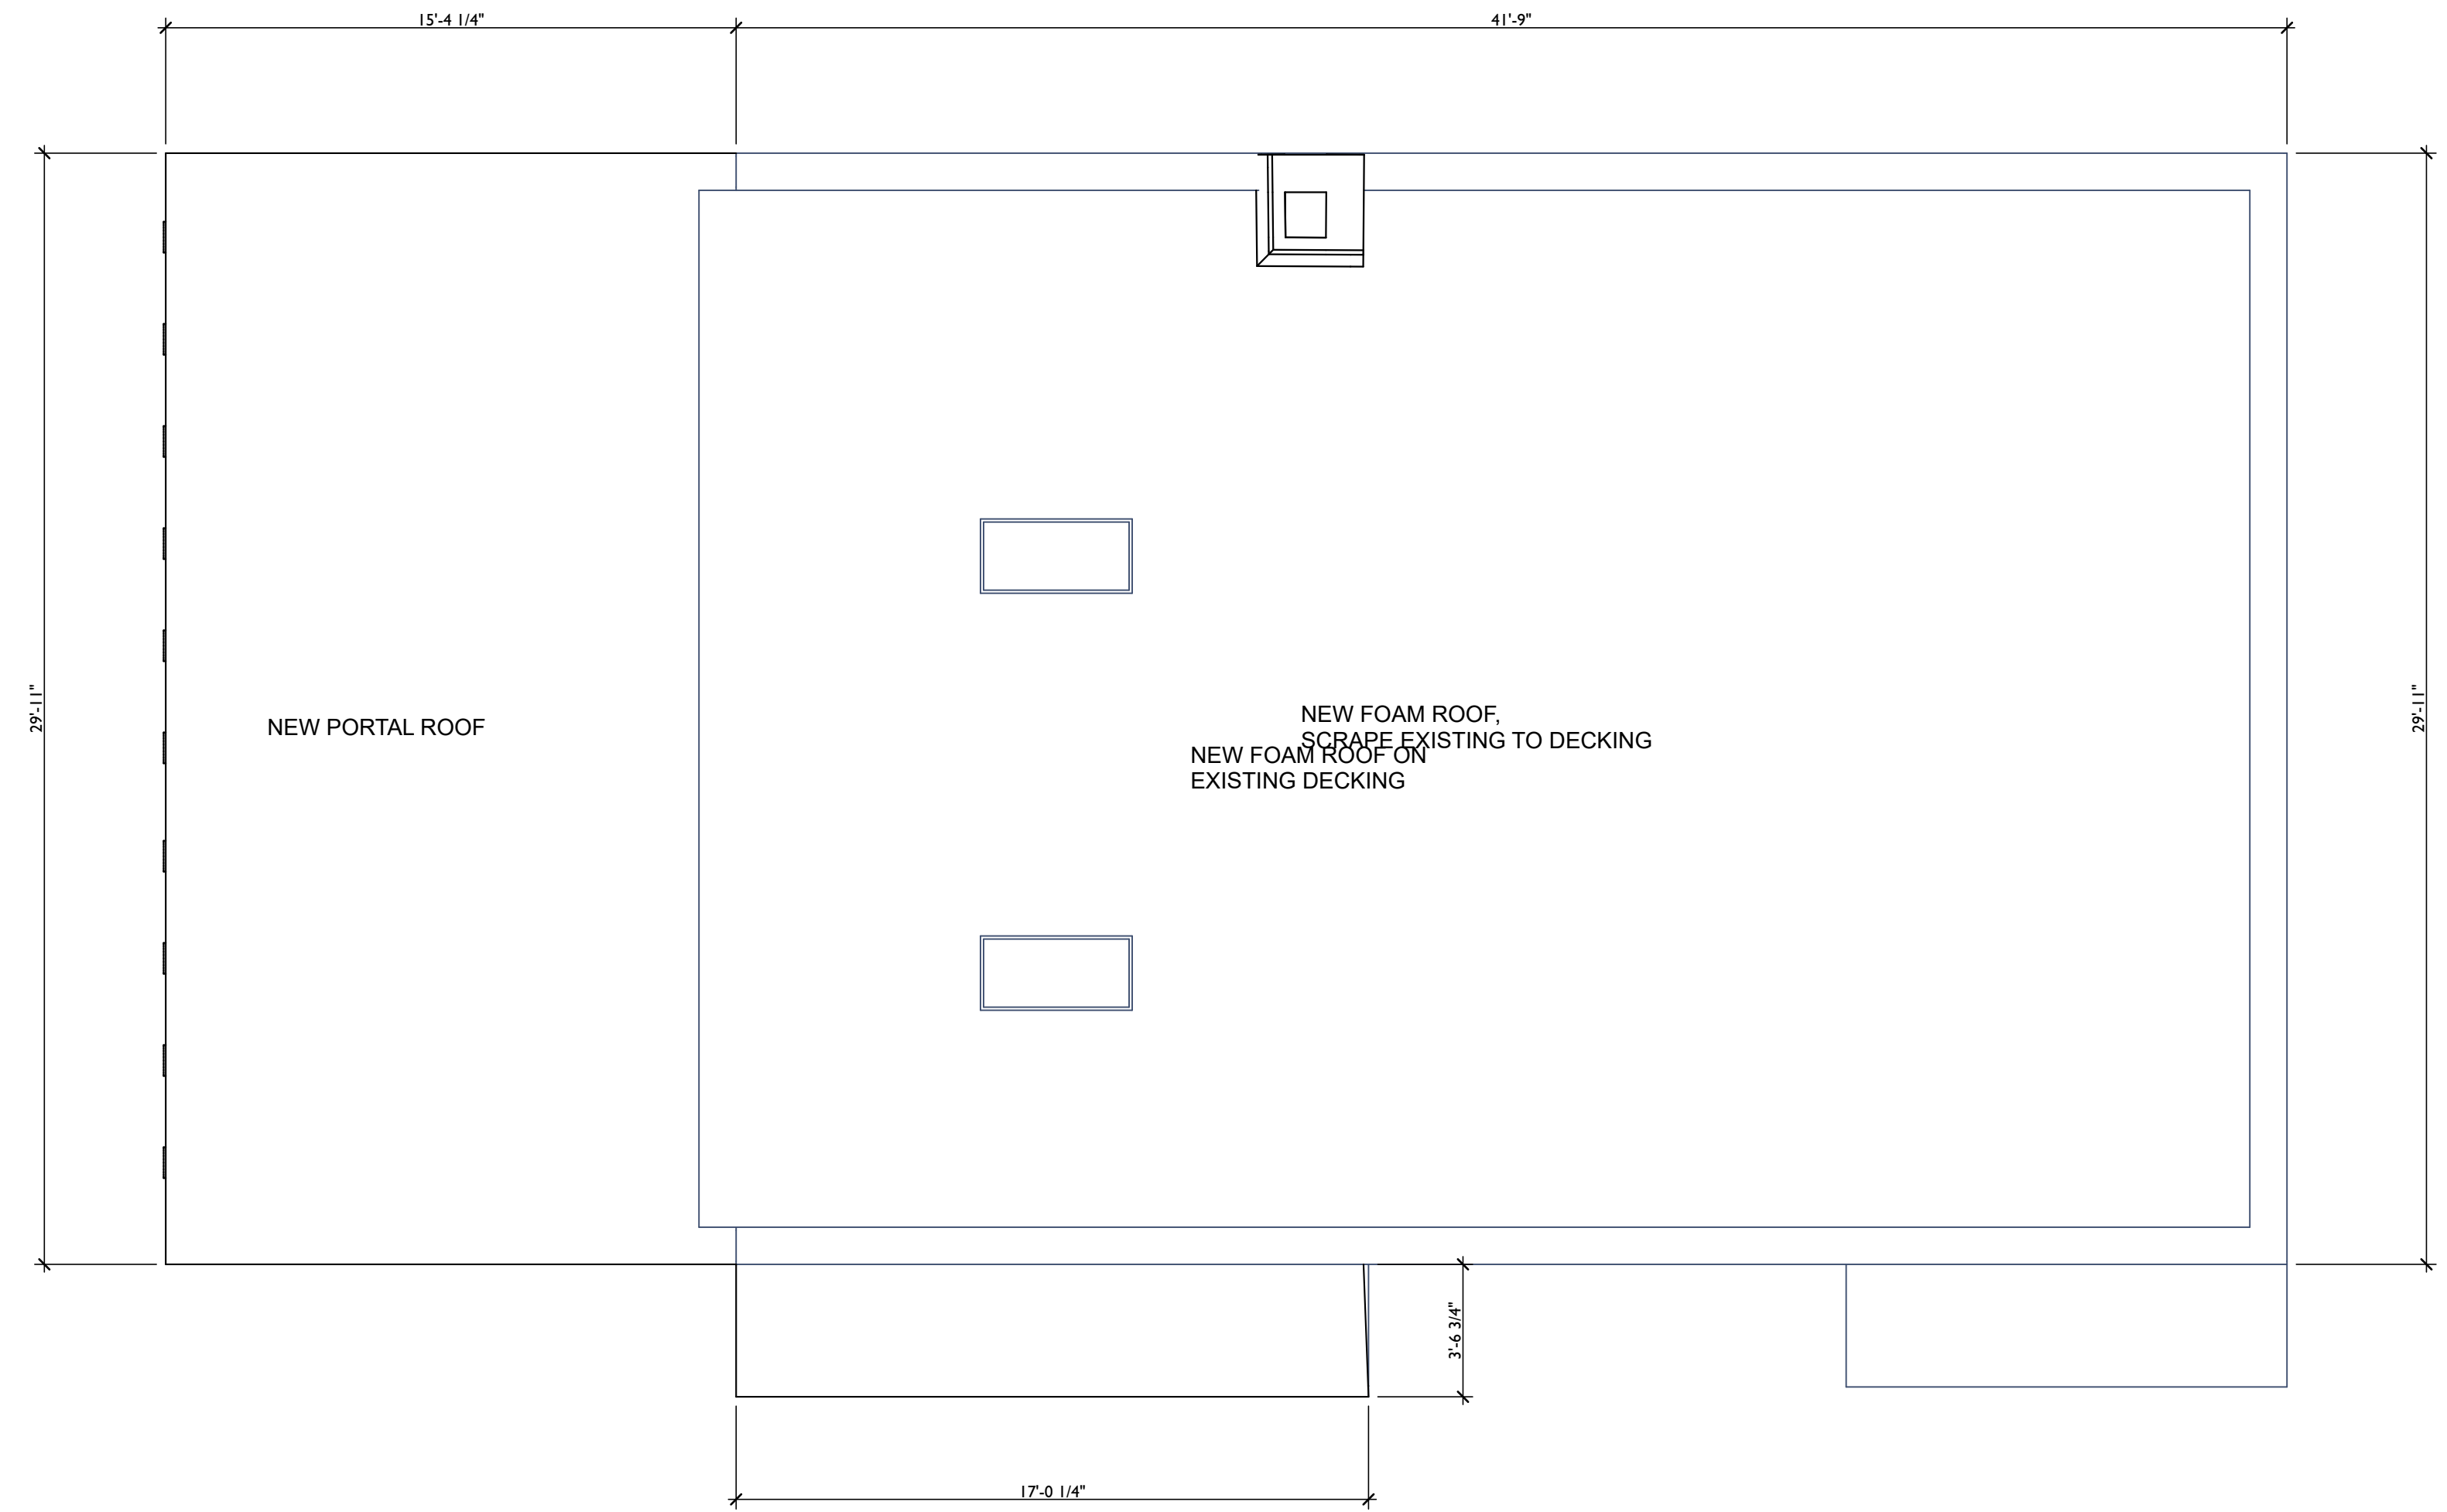 15'-4 1/4"
41'-9"
29'-11"
29'-11"
NEW PORTAL ROOF
NEW FOAM ROOF,
SCRAPE EXISTING TO DECKING
NEW FOAM ROOF ON
EXISTING DECKING
3'-6 3/4"
17'-0 1/4"